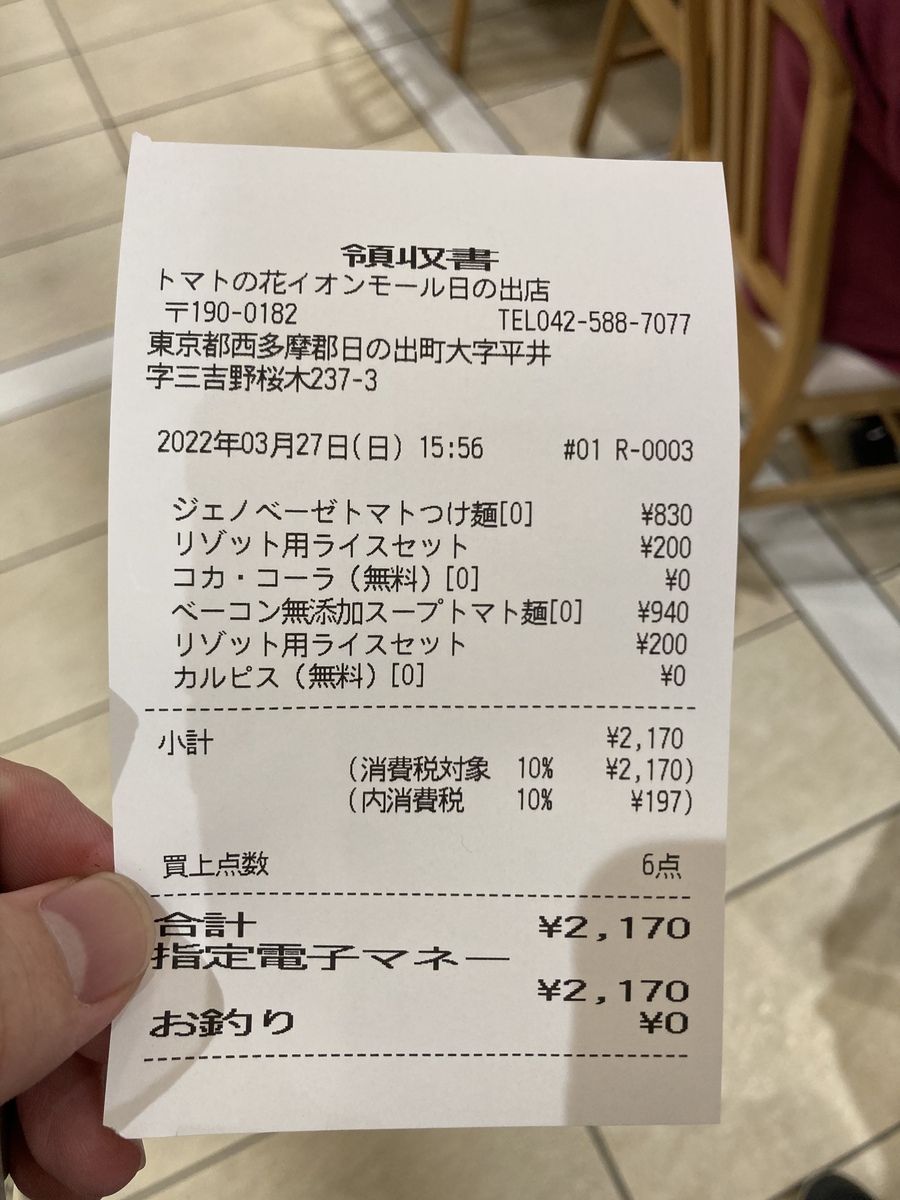 領収書
トマトの花イオンモール日の出店
〒190-0182 TEL042-588-7077
東京都西多摩郡日の出町大字平井
字三吉野桜木237-3
2022年03月27日(日) 15:56 #01 R-0003
ジェノベーゼトマトつけ麺[0] ¥830
リゾット用ライスセット ¥200
コカ・コーラ(無料)[0] ¥0
ベーコン無添加スープトマト麺[0] ¥940
リゾット用ライスセット ¥200
カルピス(無料)[0] ¥0
小計 ¥2,170
(消費税対象 10% ¥2,170)
(内消費税 10% ¥197)
買上点数 6点
合計 ¥2,170
指定電子マネー
¥2,170
お釣り ¥0